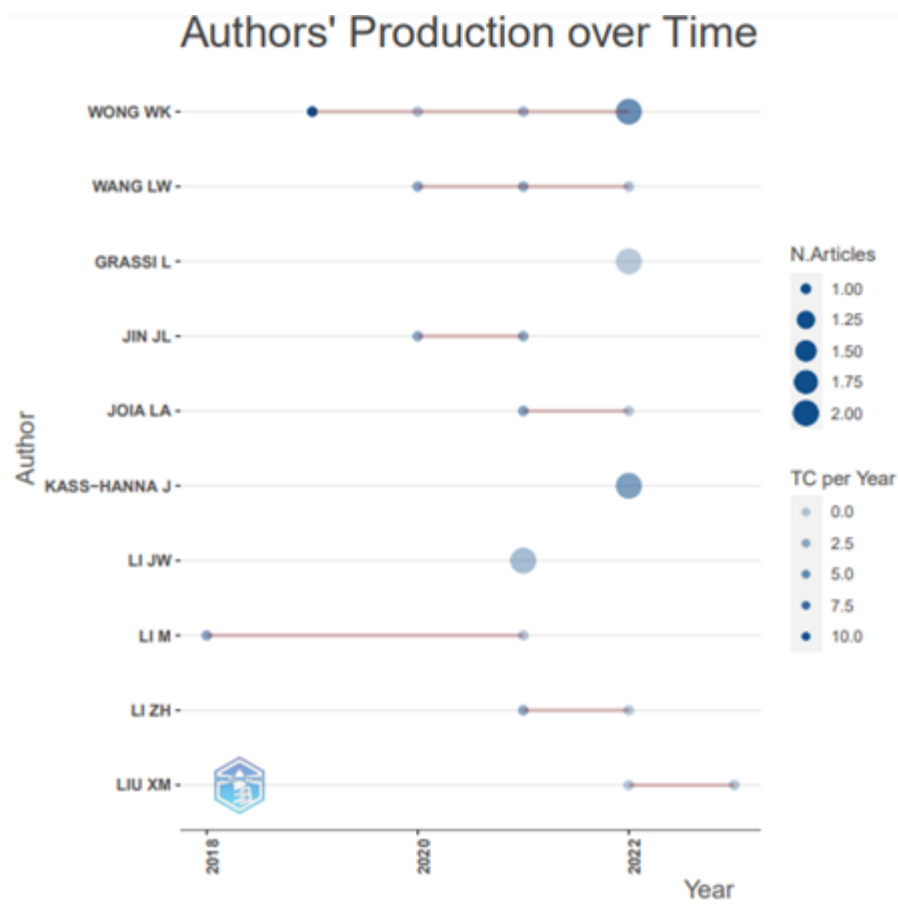 Authors' Production over Time
WONG WK
WANG LW
GRASSI L
JIN JL
JOIA LA
KASS−HANNA J
LI JW
LI M
LI ZH
LIU XM
Author
2018
2020
2022
Year
N.Articles
1.00
1.25
1.50
1.75
2.00
TC per Year
0.0
2.5
5.0
7.5
10.0